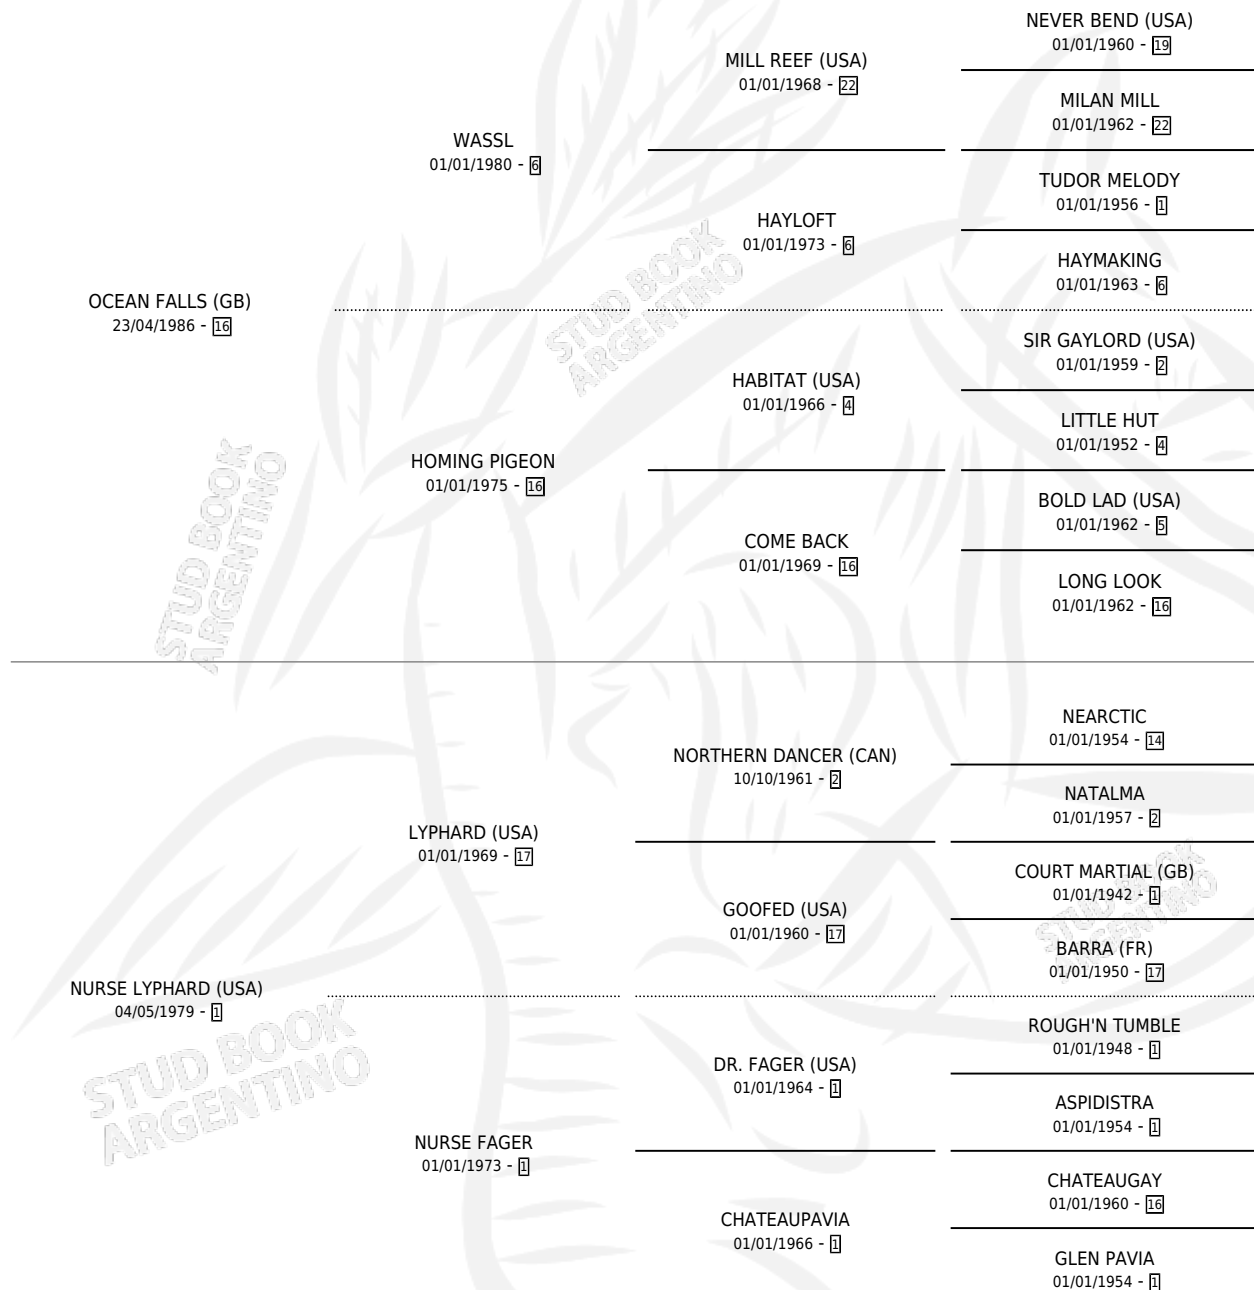 NEVER BEND (USA)
01/01/1960 - 19
MILL REEF (USA)
01/01/1968 - 22
MILAN MILL
01/01/1962 - 22
WASSL
01/01/1980 - 6
TUDOR MELODY
01/01/1956 - 1
HAYLOFT
01/01/1973 - 6
HAYMAKING
01/01/1963 - 6
OCEAN FALLS (GB)
23/04/1986 - 16
STUD BOOK
ARGENTINO
SIR GAYLORD (USA)
01/01/1959 - 2
HABITAT (USA)
01/01/1966 - 4
LITTLE HUT
01/01/1952 - 4
HOMING PIGEON
01/01/1975 - 16
BOLD LAD (USA)
01/01/1962 - 5
COME BACK
01/01/1969 - 16
LONG LOOK
01/01/1962 - 16
STUD BOOK
ARGENTINO
NEARCTIC
01/01/1954 - 14
NORTHERN DANCER (CAN)
10/10/1961 - 2
NATALMA
01/01/1957 - 2
LYPHARD (USA)
01/01/1969 - 17
COURT MARTIAL (GB)
01/01/1942 - 1
GOOFED (USA)
01/01/1960 - 17
STUD BOOK
ARGENTINO
BARRA (FR)
01/01/1950 - 17
NURSE LYPHARD (USA)
04/05/1979 - 1
ROUGH'N TUMBLE
01/01/1948 - 1
DR. FAGER (USA)
01/01/1964 - 1
STUD BOOK
ARGENTINO
ASPIDISTRA
01/01/1954 - 1
NURSE FAGER
01/01/1973 - 1
CHATEAUGAY
01/01/1960 - 16
CHATEAUPAVIA
01/01/1966 - 1
GLEN PAVIA
01/01/1954 - 1